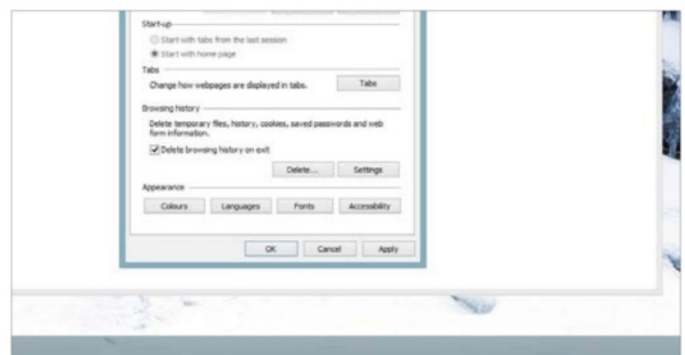 Start-up
Start with tabs from the last session
Start with home page
Tabs
Change how webpages are displayed in tabs.
Tabs
Browsing history
Delete temporary files, history, cookies, saved passwords and web
form information.
Delete browsing history on exit
Delete... Settings
Appearance
Colours Languages Fonts Accessibility
OK Cancel Apply